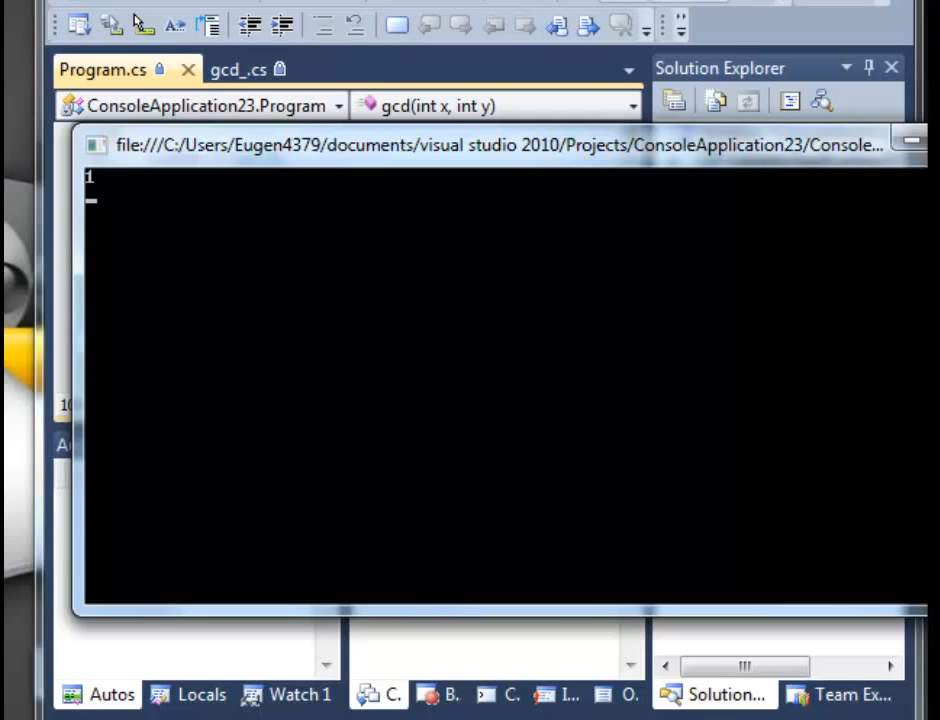 Program.cs
gcd_.cs
Solution Explorer
ConsoleApplication23.Program
gcd(int x, int y)
file:///C:/Users/Eugen4379/documents/visual studio 2010/Projects/ConsoleApplication23/Console...
1
Autos
Locals
Watch 1
C.
B.
C.
I...
O.
Solution...
Team Ex...